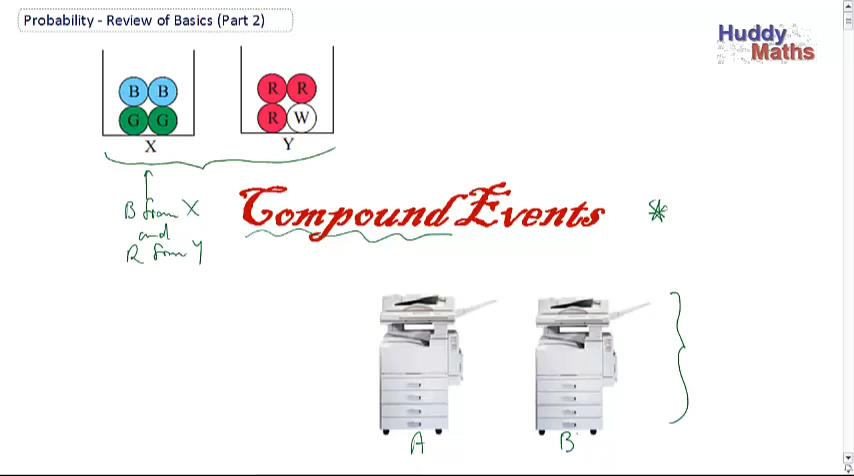 Probability - Review of Basics (Part 2)
Huddy
Maths
B B
G G
X
R R
R W
Y
B from X
and
R from Y
Compound Events *
A
B